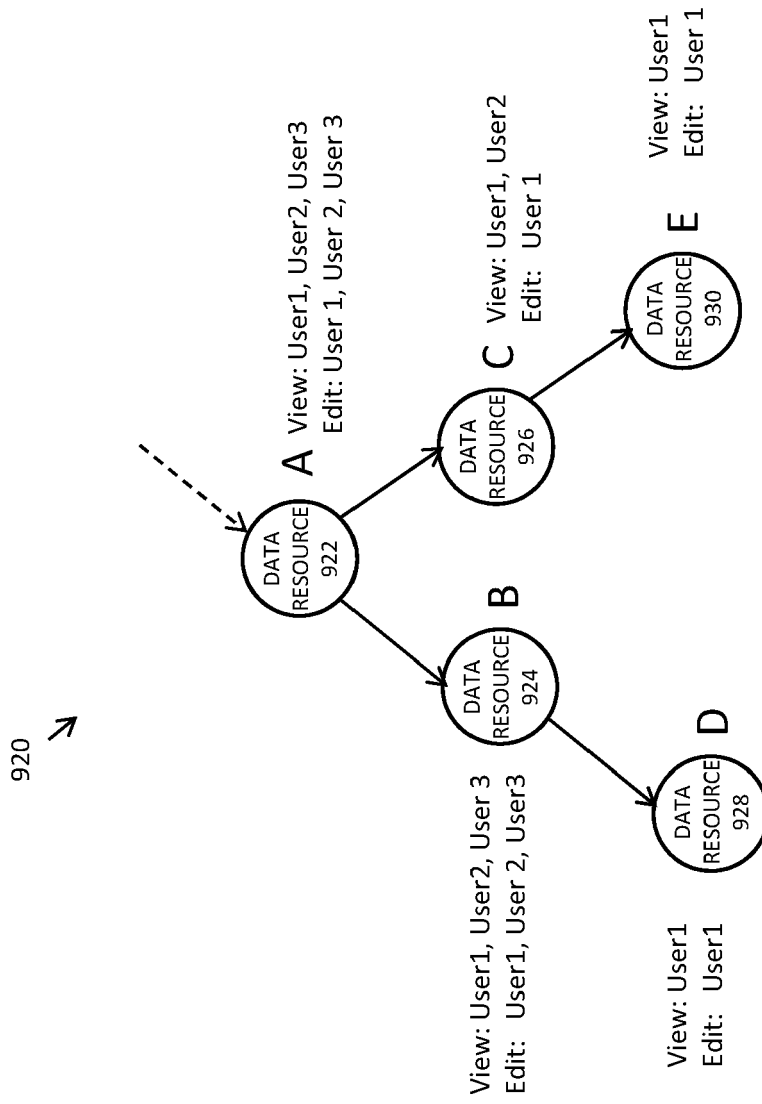 920
DATA
RESOURCE
922
A
View: User1, User2, User3
Edit: User 1, User 2, User 3
View: User1, User2, User 3
Edit: User1, User 2, User3
DATA
RESOURCE
924
B
DATA
RESOURCE
926
C
View: User1, User2
Edit: User 1
View: User1
Edit: User1
DATA
RESOURCE
928
D
DATA
RESOURCE
930
E
View: User1
Edit: User 1